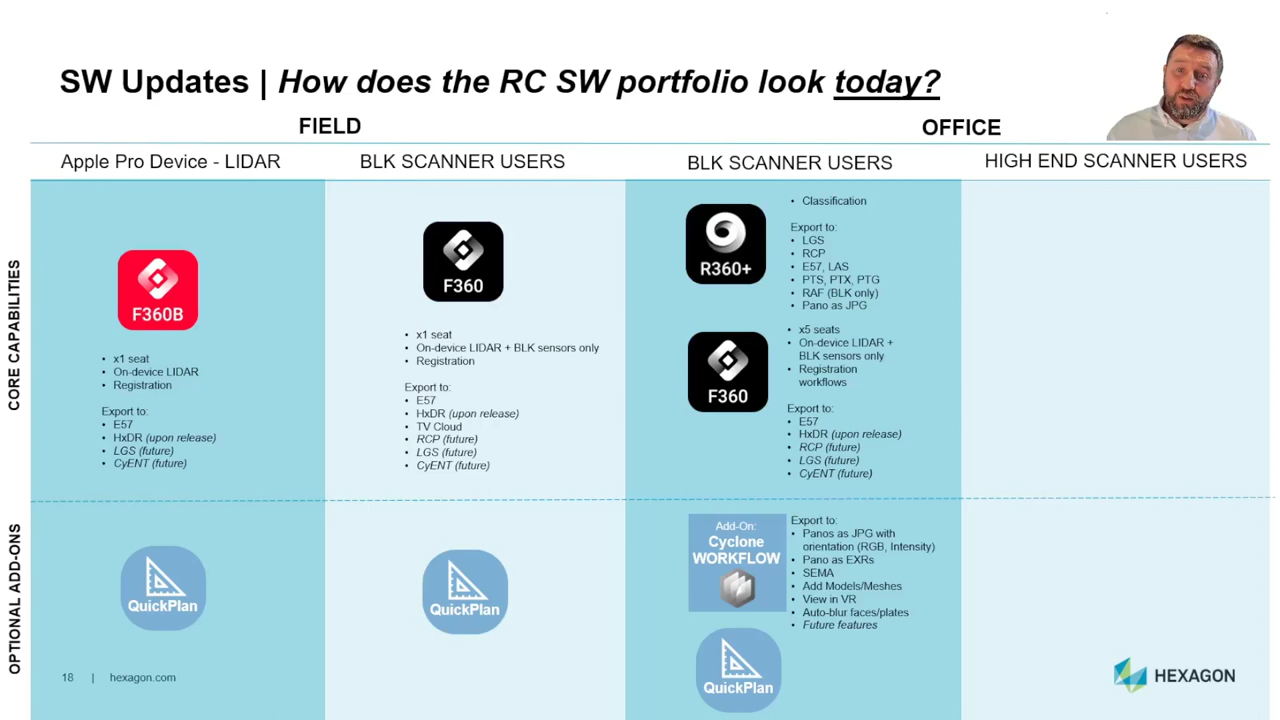 SW Updates | How does the RC SW portfolio look today?
FIELD
OFFICE
Apple Pro Device - LIDAR
BLK SCANNER USERS
BLK SCANNER USERS
HIGH END SCANNER USERS
CORE CAPABILITIES
F360B
• x1 seat
• On-device LIDAR
• Registration
Export to:
• E57
• HxDR (upon release)
• LGS (future)
• CyENT (future)
F360
• x1 seat
• On-device LIDAR + BLK sensors only
• Registration
Export to:
• E57
• HxDR (upon release)
• TV Cloud
• RCP (future)
• LGS (future)
• CyENT (future)
R360+
• Classification
Export to:
• LGS
• RCP
• E57, LAS
• PTS, PTX, PTG
• RAF (BLK only)
• Pano as JPG
F360
• x5 seats
• On-device LIDAR +
BLK sensors only
• Registration
workflows
Export to:
• E57
• HxDR (upon release)
• RCP (future)
• LGS (future)
• CyENT (future)
OPTIONAL ADD-ONS
QuickPlan
QuickPlan
Add-On:
Cyclone
WORKFLOW
Export to:
• Panos as JPG with
orientation (RGB, Intensity)
• Pano as EXRs
• SEMA
• Add Models/Meshes
• View in VR
• Auto-blur faces/plates
• Future features
QuickPlan
18 | hexagon.com
HEXAGON